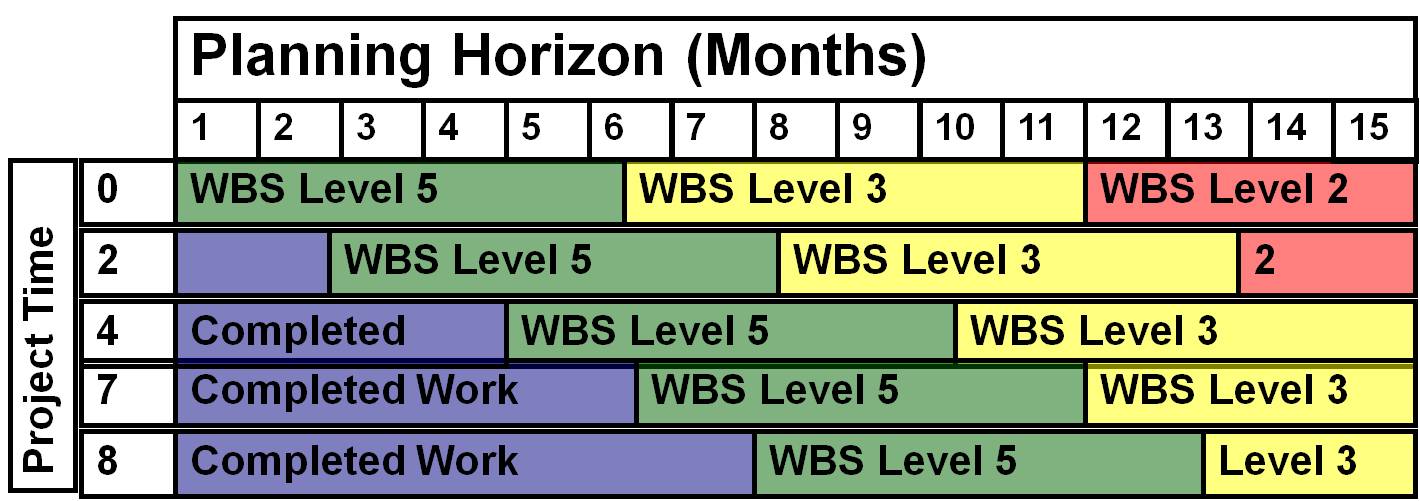 Planning Horizon (Months)
1 2 3 4 5 6 7 8 9 10 11 12 13 14 15
Project Time
0 WBS Level 5 WBS Level 3 WBS Level 2
2 WBS Level 5 WBS Level 3 2
4 Completed WBS Level 5 WBS Level 3
7 Completed Work WBS Level 5 WBS Level 3
8 Completed Work WBS Level 5 Level 3